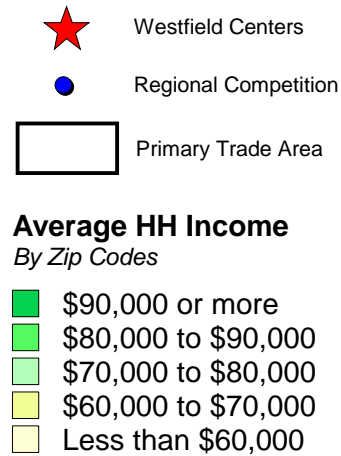 Westfield Centers
Regional Competition
Primary Trade Area
Average HH Income
By Zip Codes
$90,000 or more
$80,000 to $90,000
$70,000 to $80,000
$60,000 to $70,000
Less than $60,000